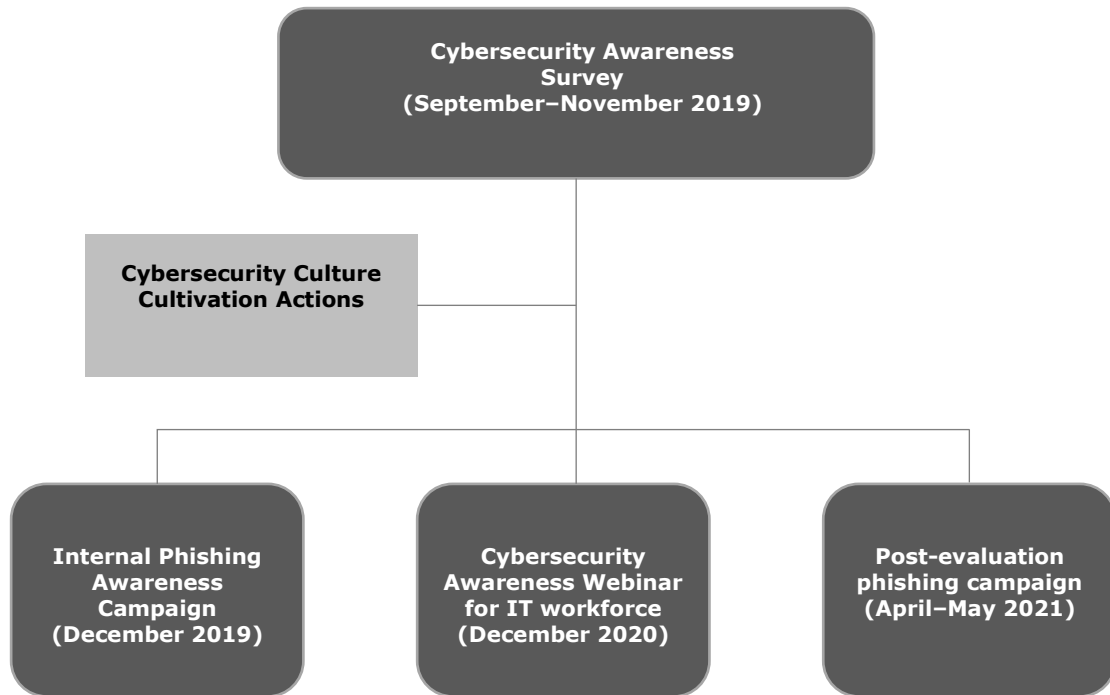 Cybersecurity Awareness
Survey
(September–November 2019)
Cybersecurity Culture
Cultivation Actions
Internal Phishing
Awareness
Campaign
(December 2019)
Cybersecurity
Awareness Webinar
for IT workforce
(December 2020)
Post-evaluation
phishing campaign
(April–May 2021)